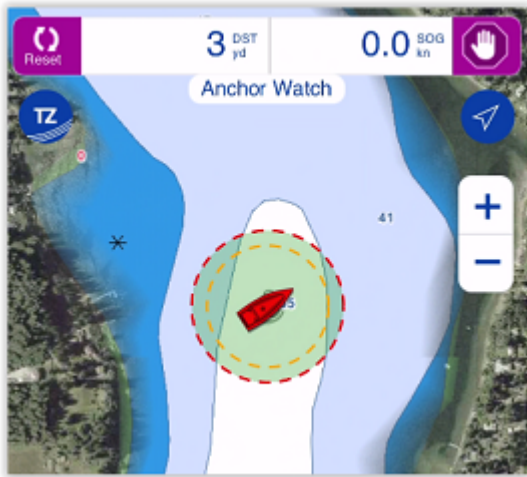 Reset
3 DST yd
0.0 SOG kn
Anchor Watch
TZ
41
+
−